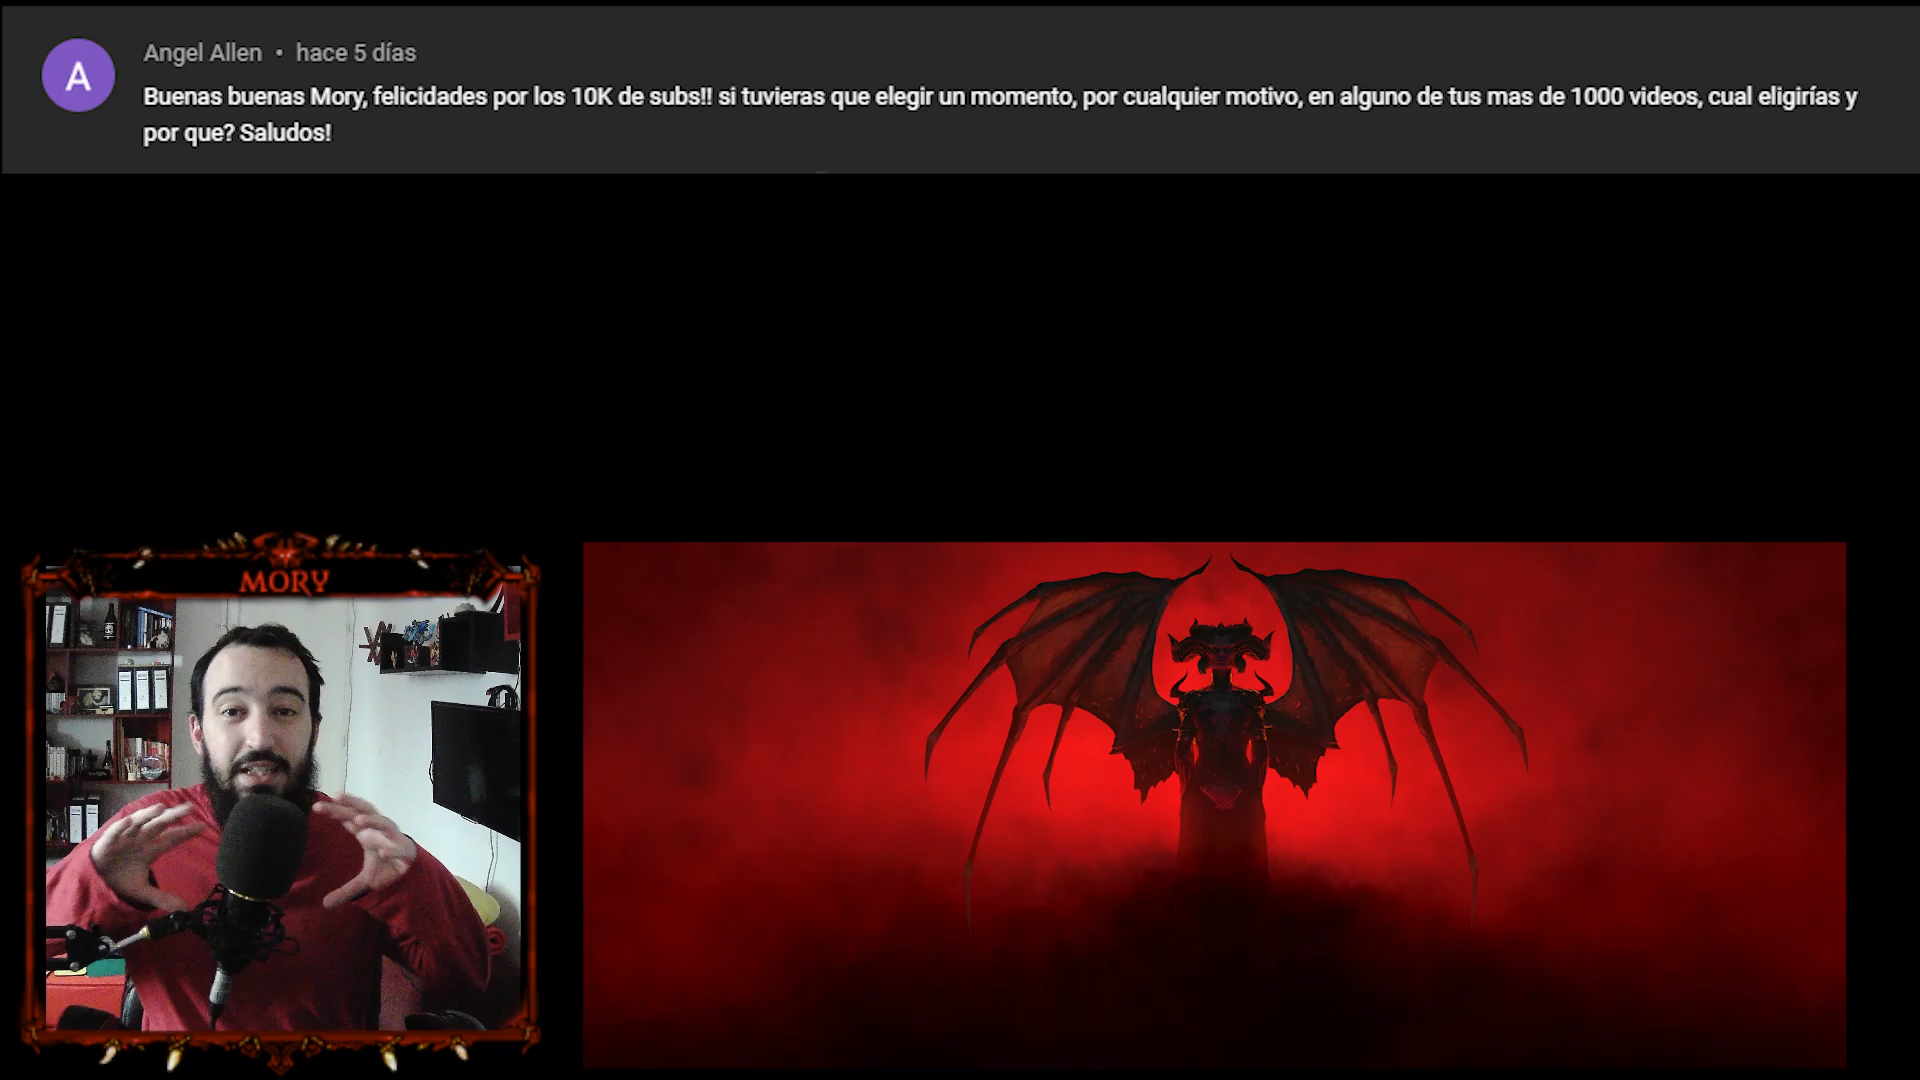 A
Angel Allen • hace 5 días
Buenas buenas Mory, felicidades por los 10K de subs!! si tuvieras que elegir un momento, por cualquier motivo, en alguno de tus mas de 1000 videos, cual eligirías y
por que? Saludos!
MORY